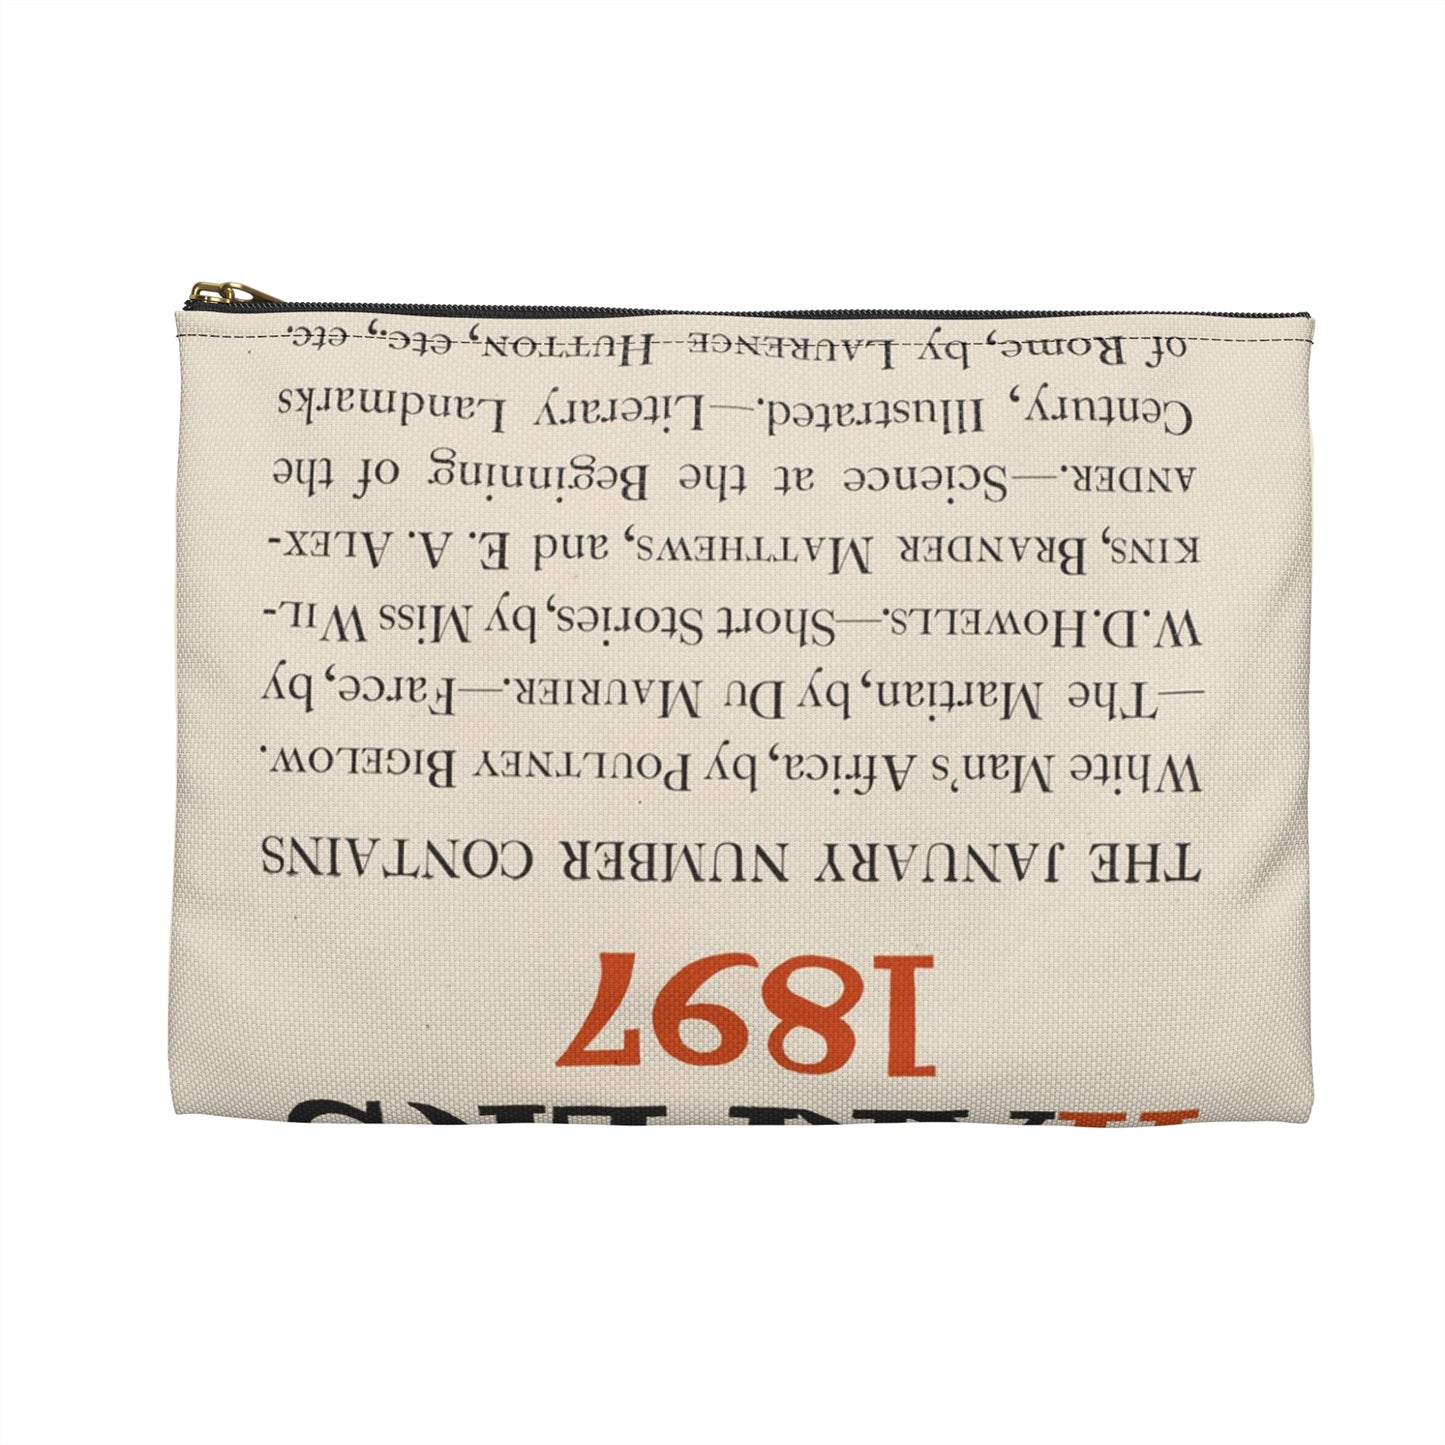 1897
THE JANUARY NUMBER CONTAINS
White Man's Africa, by POULTNEY BIGELOW.
—The Martian, by DU MAURIER.—Farce, by
W. D. HOWELLS.—Short Stories, by MISS WIL-
KINS, BRANDER MATTHEWS, and E. A. ALEX-
ANDER.—Science at the Beginning of the
Century, Illustrated.—Literary Landmarks
of Rome, by LAURENCE HUTTON, etc., etc.